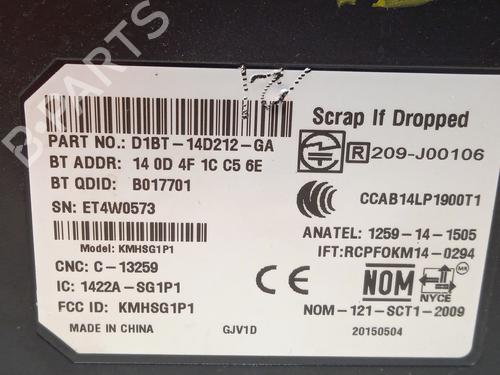 B-PARTS
Scrap If Dropped
PART NO.: D1BT-14D212-GA
R 209-J00106
BT ADDR: 14 0D 4F 1C C5 6E
BT QDID: B017701
CCAB14LP1900T1
SN: ET4W0573
ANATEL: 1259-14-1505
Model: KMHSG1P1
IFT:RCPFOKM14-0294
CNC: C-13259
CE
NOM
MX
NYCE
IC: 1422A-SG1P1
FCC ID: KMHSG1P1
NOM-121-SCT1-2009
MADE IN CHINA
GJV1D
20150504